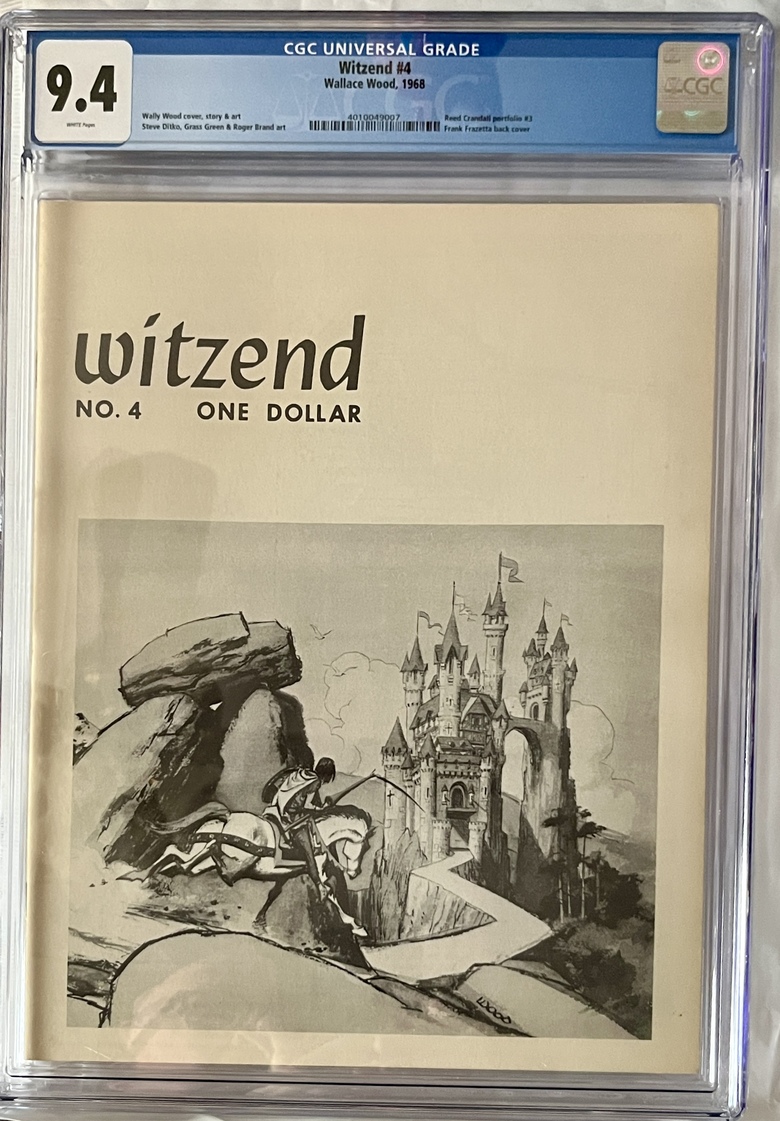 CGC UNIVERSAL GRADE
9.4
WHITE Pages
Witzend #4
Wallace Wood, 1968
Wally Wood cover, story & art
Steve Ditko, Grass Green & Roger Brand art
4010049007
Reed Crandall portfolio #3
Frank Frazetta back cover
CGC
CGC
witzend
NO. 4 ONE DOLLAR
WOOD